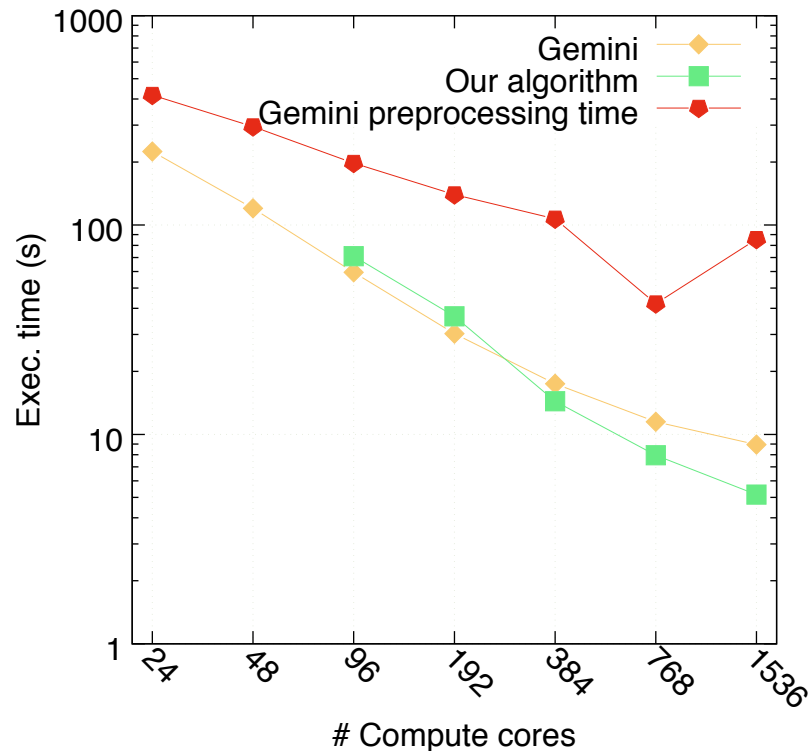 1000
100
10
1
Exec. time (s)
Gemini
Our algorithm
Gemini preprocessing time
24
48
96
192
384
768
1536
# Compute cores